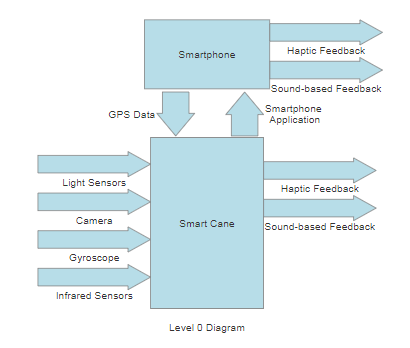 Smartphone
Haptic Feedback
Sound-based Feedback
GPS Data
Smartphone
Application
Light Sensors
Camera
Gyroscope
Infrared Sensors
Smart Cane
Haptic Feedback
Sound-based Feedback
Level 0 Diagram